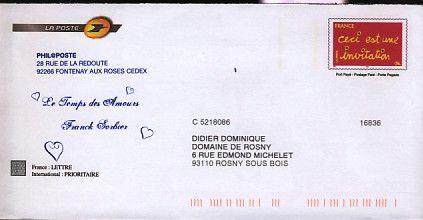 LA POSTE
PHIL@POSTE
28 RUE DE LA REDOUTE
92266 FONTENAY AUX ROSES CEDEX
FRANCE
ceci est une
invitation
Port Payé - Postage Paid - Porte Pagado
Le Temps des Amours
Franck Sorbier
C 5218086 16836
DIDIER DOMINIQUE
DOMAINE DE ROSNY
6 RUE EDMOND MICHELET
93110 ROSNY SOUS BOIS
France : LETTRE
International : PRIORITAIRE